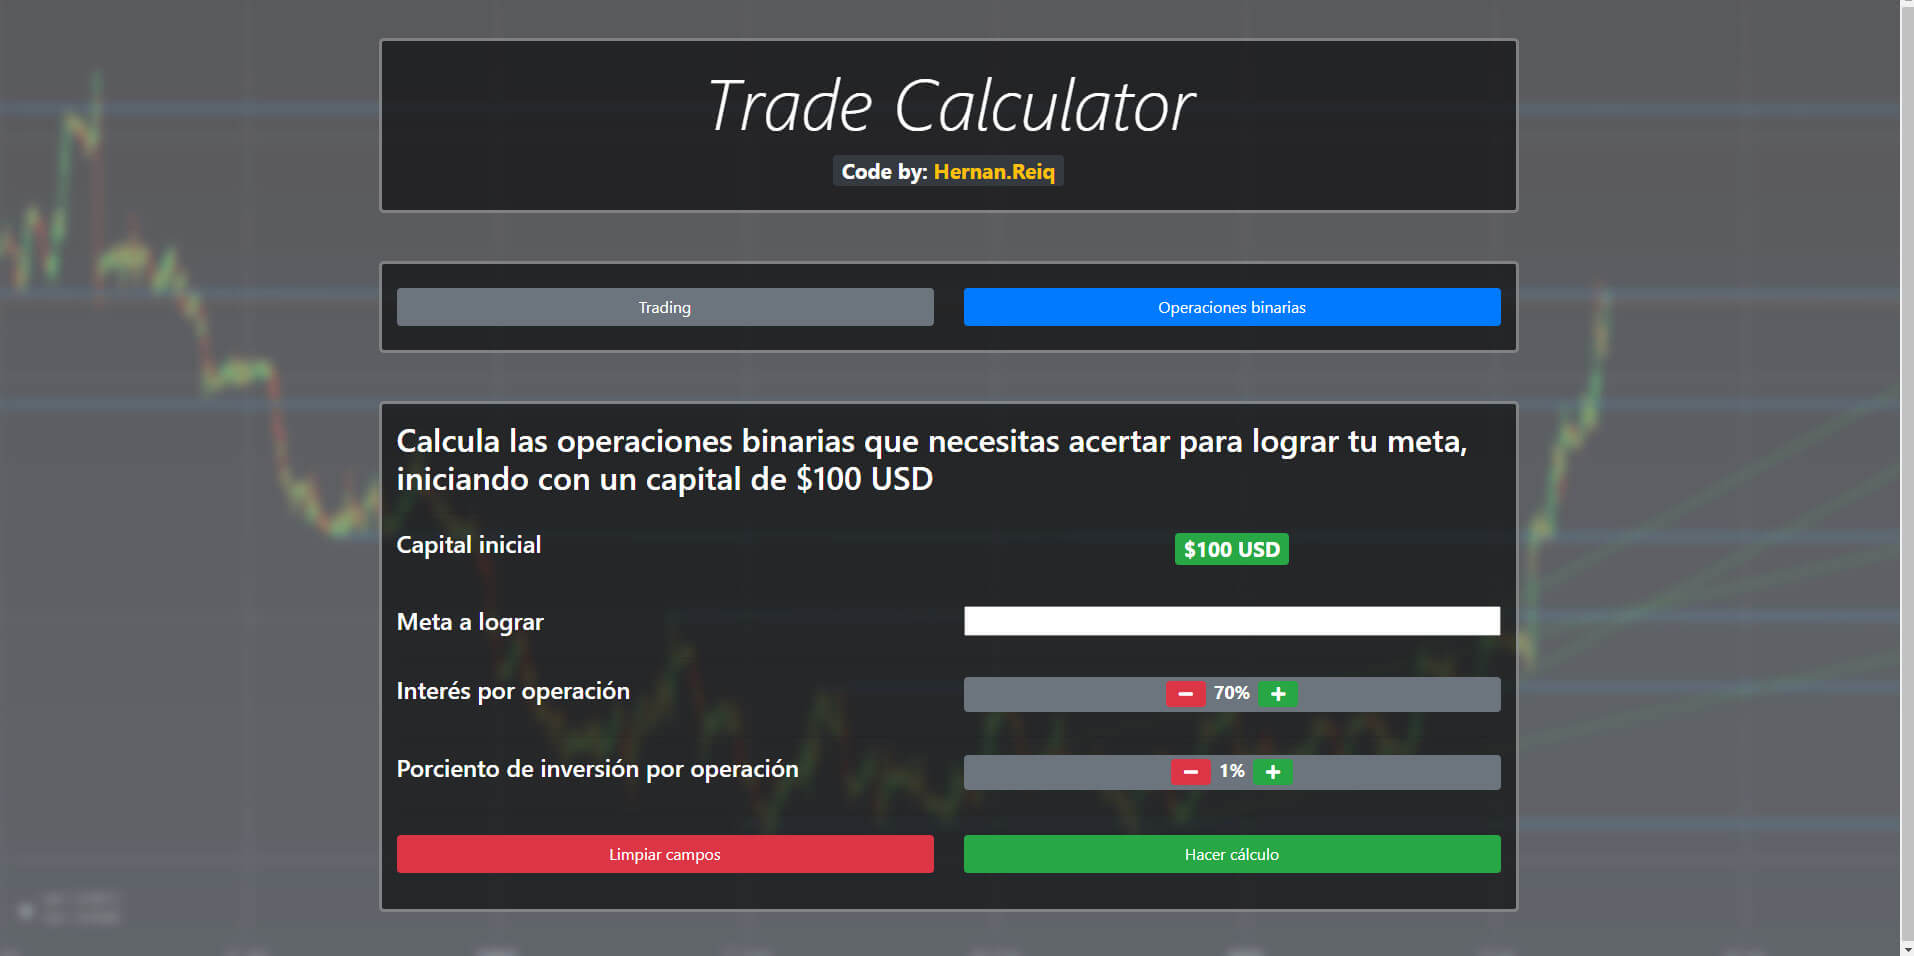 Trade Calculator
Code by: Hernan.Reiq
Trading
Operaciones binarias
Calcula las operaciones binarias que necesitas acertar para lograr tu meta,
iniciando con un capital de $100 USD
Capital inicial
$100 USD
Meta a lograr
Interés por operación
70%
Porciento de inversión por operación
1%
Limpiar campos
Hacer cálculo